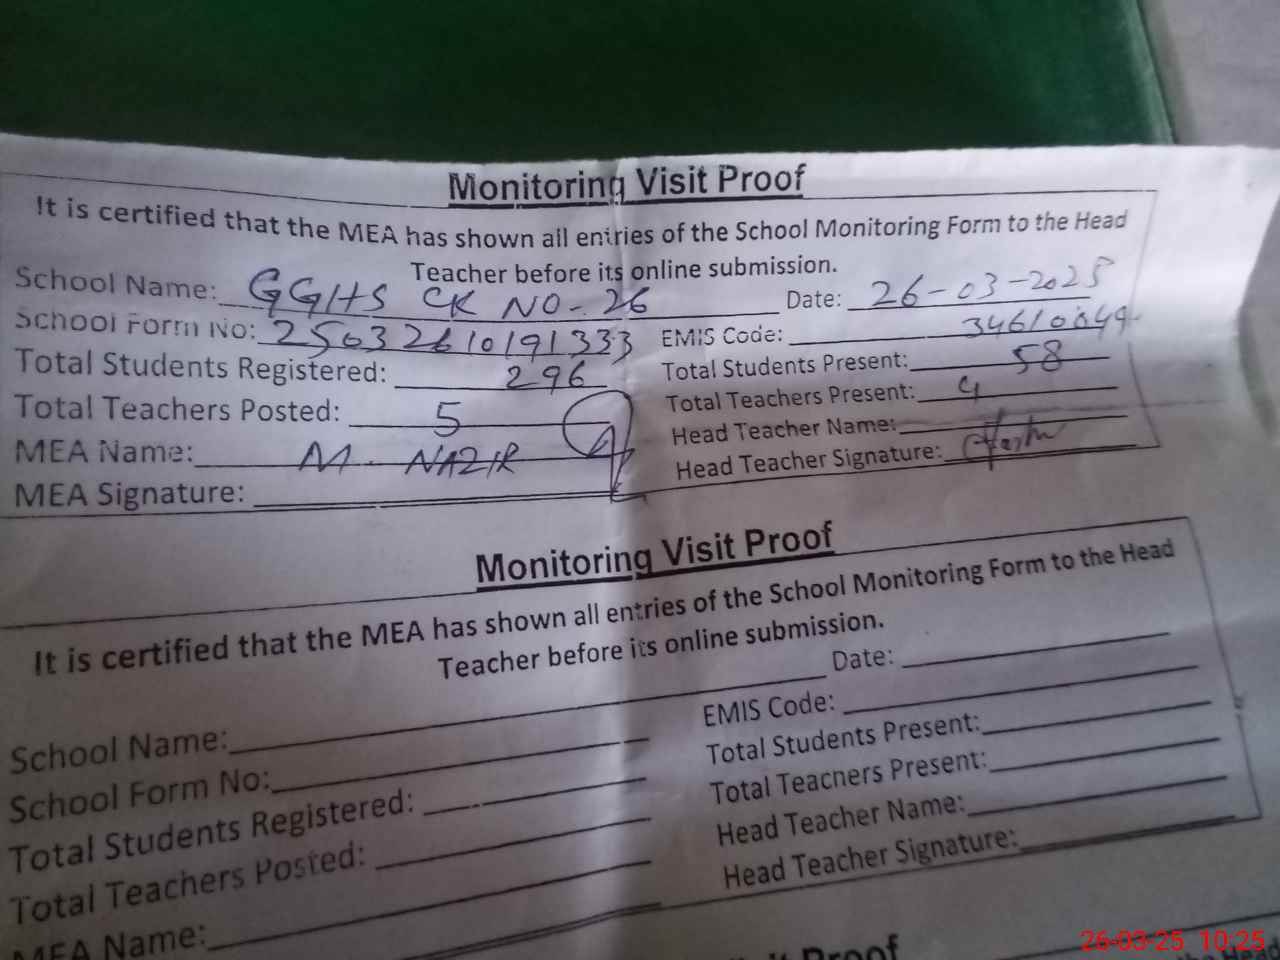 Monitoring Visit Proof
It is certified that the MEA has shown all entries of the School Monitoring Form to the Head
Teacher before its online submission.
School Name: GGHS CK NO-26 Date: 26-03-2025
School Form No: 25032610191333 EMIS Code: 34610049
Total Students Registered: 296 Total Students Present: 58
Total Teachers Posted: 5 Total Teachers Present: 4
MEA Name: M. NAZIR Head Teacher Name:
MEA Signature: Head Teacher Signature:
Monitoring Visit Proof
It is certified that the MEA has shown all entries of the School Monitoring Form to the Head
Teacher before its online submission.
School Name: Date:
School Form No: EMIS Code:
Total Students Registered: Total Students Present:
Total Teachers Posted: Total Teachers Present:
MEA Name: Head Teacher Name:
Head Teacher Signature:
Visit Proof
the Head
26-03-25 10:25